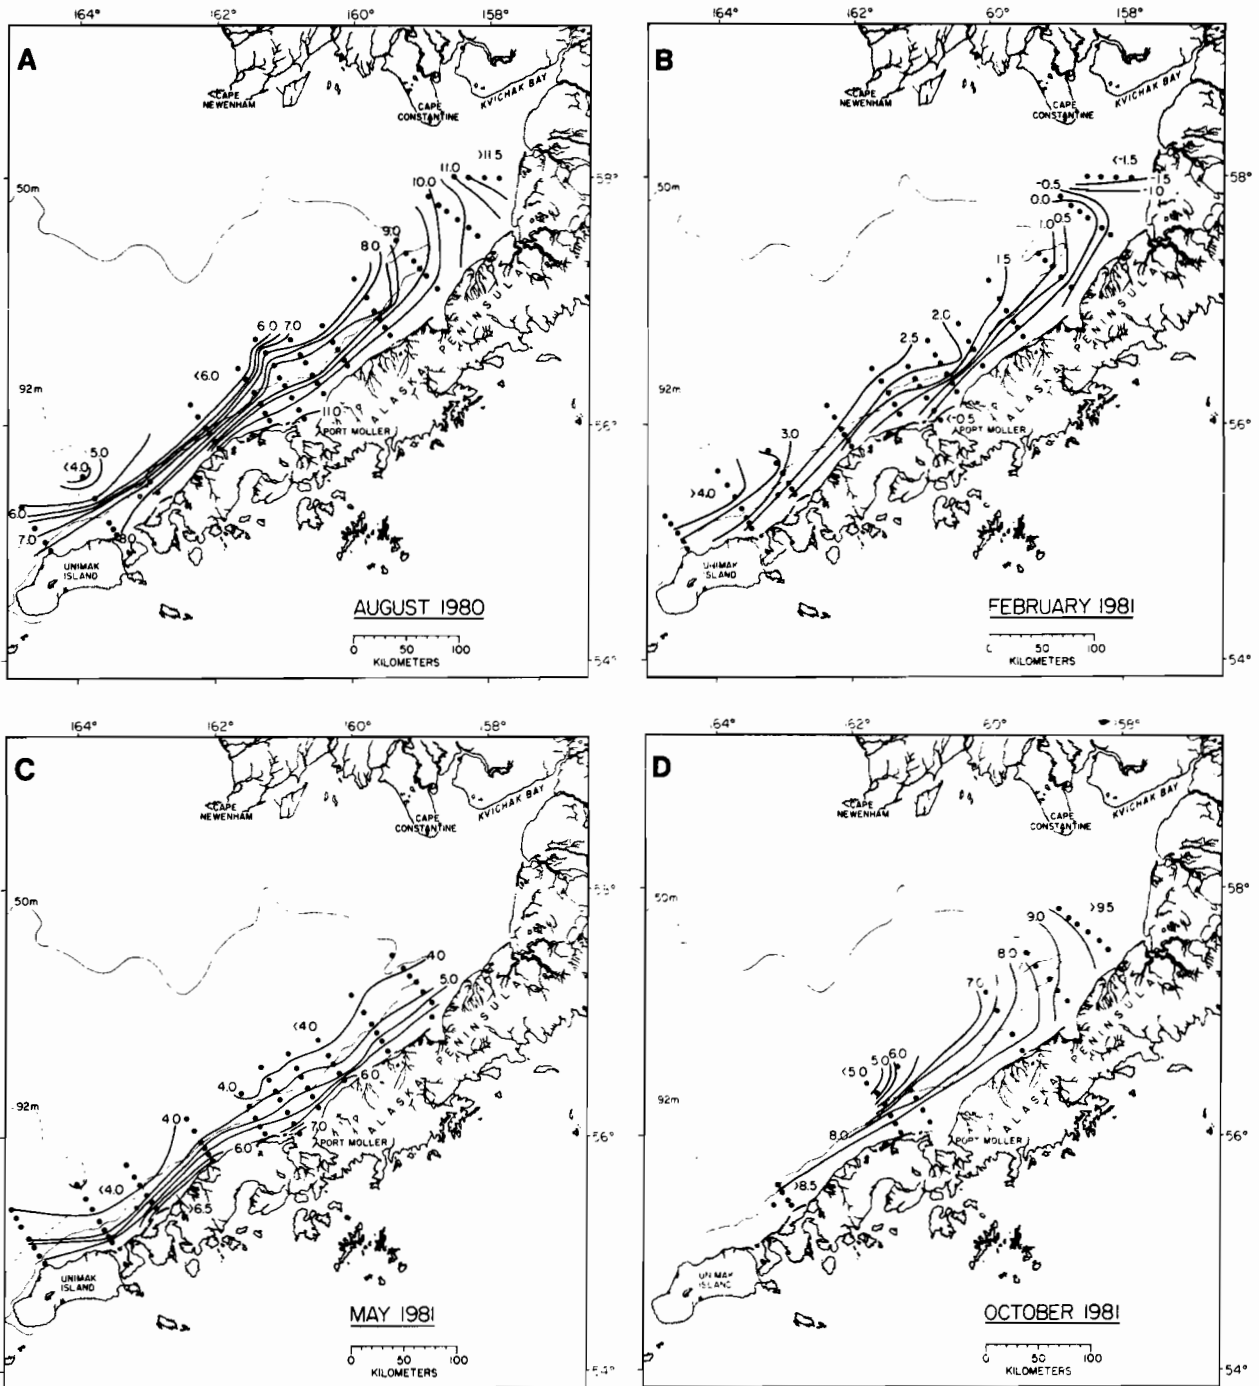 164° 162° 160° 158°
A
CAPE
NEWENHAM
CAPE
CONSTANTINE
KVICHAK BAY
50m
>11.5
11.0
10.0
9.0
8.0
6.0 7.0
<6.0
92m
11.0
PORT MOLLER
ALASKA PENINSULA
56°
5.0
<4.0
6.0
7.0
8.0
UNIMAK
ISLAND
AUGUST 1980
0 50 100
KILOMETERS
54°
164° 162° 60° 158°
B
CAPE
NEWENHAM
CAPE
CONSTANTINE
KVICHAK BAY
<-1.5
58°
50m
-0.5
-1.5
-1.0
0.0
1.0 0.5
1.5
2.0
2.5
92m
<-0.5
PORT MOLLER
ALASKA PENINSULA
56°
3.0
>4.0
UNIMAK
ISLAND
FEBRUARY 1981
50 100
KILOMETERS
54°
164° 162° 160° 158°
C
CAPE
NEWENHAM
CAPE
CONSTANTINE
KVICHAK BAY
50m
4.0
5.0
<4.0
6.0
4.0
92m
4.0
7.0
PORT MOLLER
ALASKA PENINSULA
56°
6.0
<4.0
>6.5
UNIMAK
ISLAND
MAY 1981
0 50 100
KILOMETERS
54°
64° 62° 60° 58°
D
CAPE
NEWENHAM
CAPE
CONSTANTINE
KVICHAK BAY
58°
50m
>9.5
9.0
8.0
7.0
5.0 6.0
<5.0
92m
8.0
PORT MOLLER
ALASKA PENINSULA
56°
>8.5
UNIMAK
ISLAND
OCTOBER 1981
0 50 100
KILOMETERS
54°